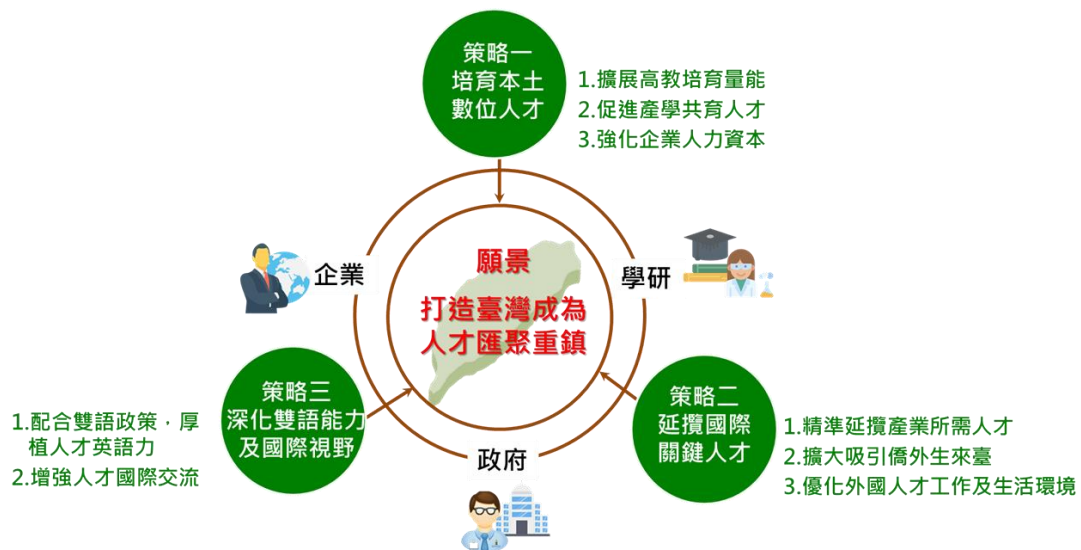 策略一
培育本土
數位人才
1.擴展高教培育量能
2.促進產學共育人才
3.強化企業人力資本
企業
願景
打造臺灣成為
人才匯聚重鎮
學研
策略三
深化雙語能力
及國際視野
1.配合雙語政策，厚
植人才英語力
2.增強人才國際交流
政府
策略二
延攬國際
關鍵人才
1.精準延攬產業所需人才
2.擴大吸引僑外生來臺
3.優化外國人才工作及生活環境